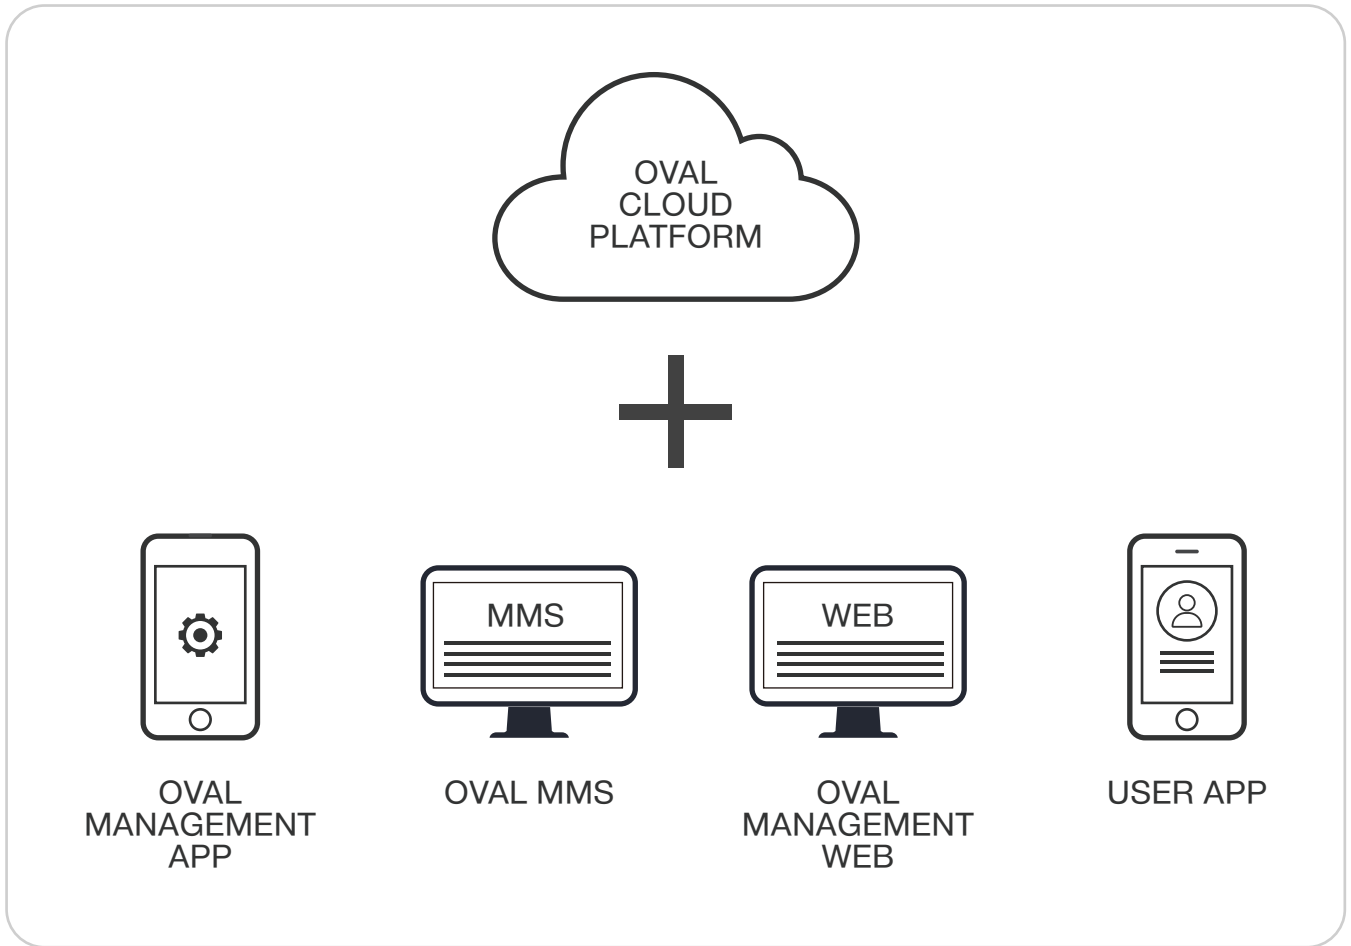 OVAL
CLOUD
PLATFORM
MMS
WEB
OVAL
MANAGEMENT
APP
OVAL MMS
OVAL
MANAGEMENT
WEB
USER APP